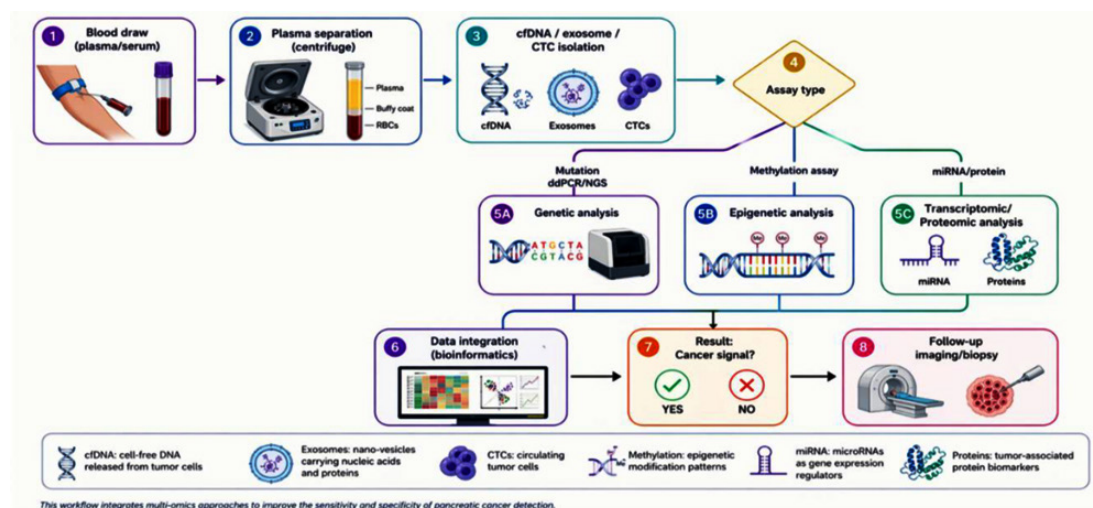 1
Blood draw
(plasma/serum)
2
Plasma separation
(centrifuge)
Plasma
Buffy coat
RBCs
3
cfDNA / exosome /
CTC isolation
cfDNA
Exosomes
CTCs
4
Assay type
Mutation
ddPCR/NGS
Methylation assay
miRNA/protein
5A
Genetic analysis
ATGCTA
CGTACG
5B
Epigenetic analysis
Me
Me
Me
5C
Transcriptomic/
Proteomic analysis
miRNA
Proteins
6
Data integration
(bioinformatics)
7
Result:
Cancer signal?
YES
NO
8
Follow-up
imaging/biopsy
cfDNA: cell-free DNA
released from tumor cells
Exosomes: nano-vesicles
carrying nucleic acids
and proteins
CTCs: circulating
tumor cells
Methylation: epigenetic
modification patterns
miRNA: microRNAs
as gene expression
regulators
Proteins: tumor-associated
protein biomarkers
This workflow integrates multi-omics approaches to improve the sensitivity and specificity of pancreatic cancer detection.